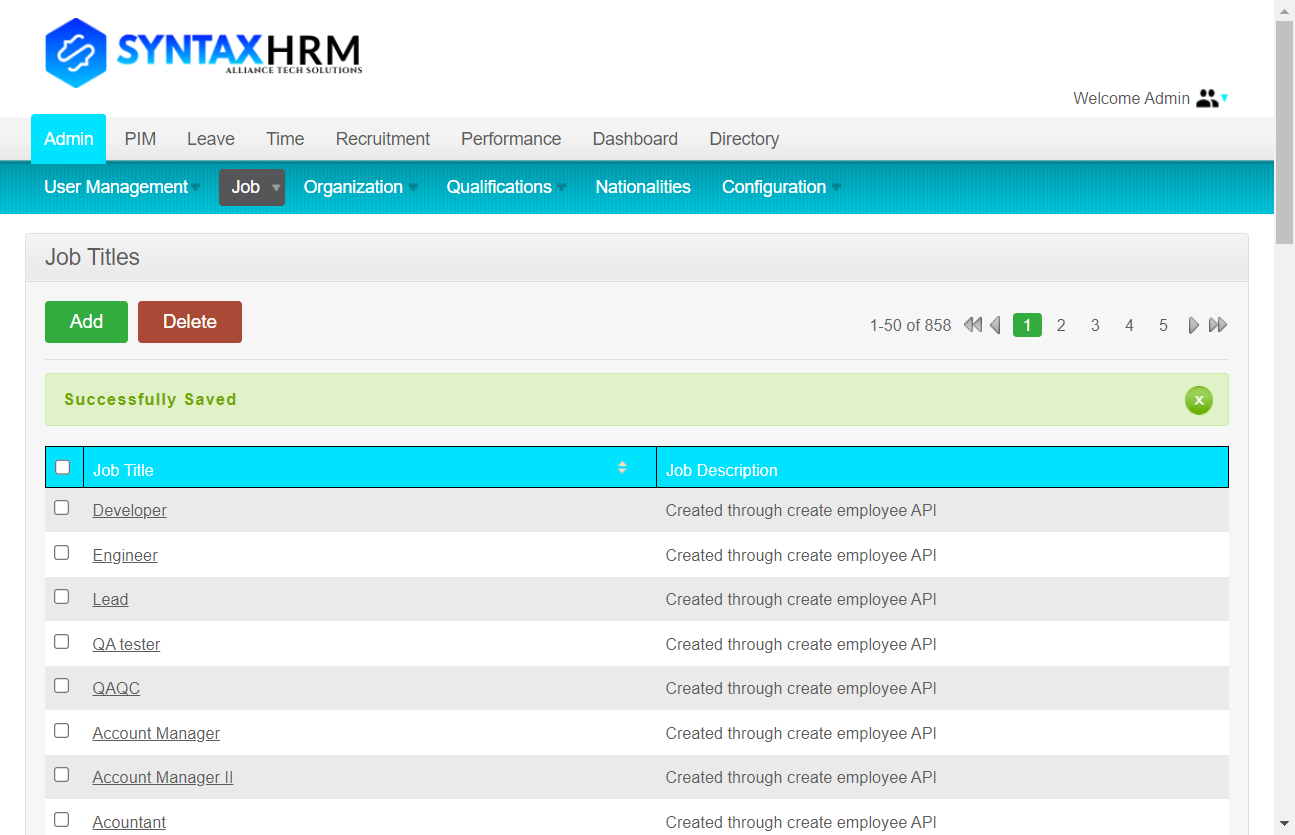 SYNTAXHRM
ALLIANCE TECH SOLUTIONS
Welcome Admin
Admin PIM Leave Time Recruitment Performance Dashboard Directory
User Management Job Organization Qualifications Nationalities Configuration
Job Titles
Add Delete 1-50 of 858 1 2 3 4 5
Successfully Saved x
Job Title Job Description
Developer Created through create employee API
Engineer Created through create employee API
Lead Created through create employee API
QA tester Created through create employee API
QAQC Created through create employee API
Account Manager Created through create employee API
Account Manager II Created through create employee API
Acountant Created through create employee API